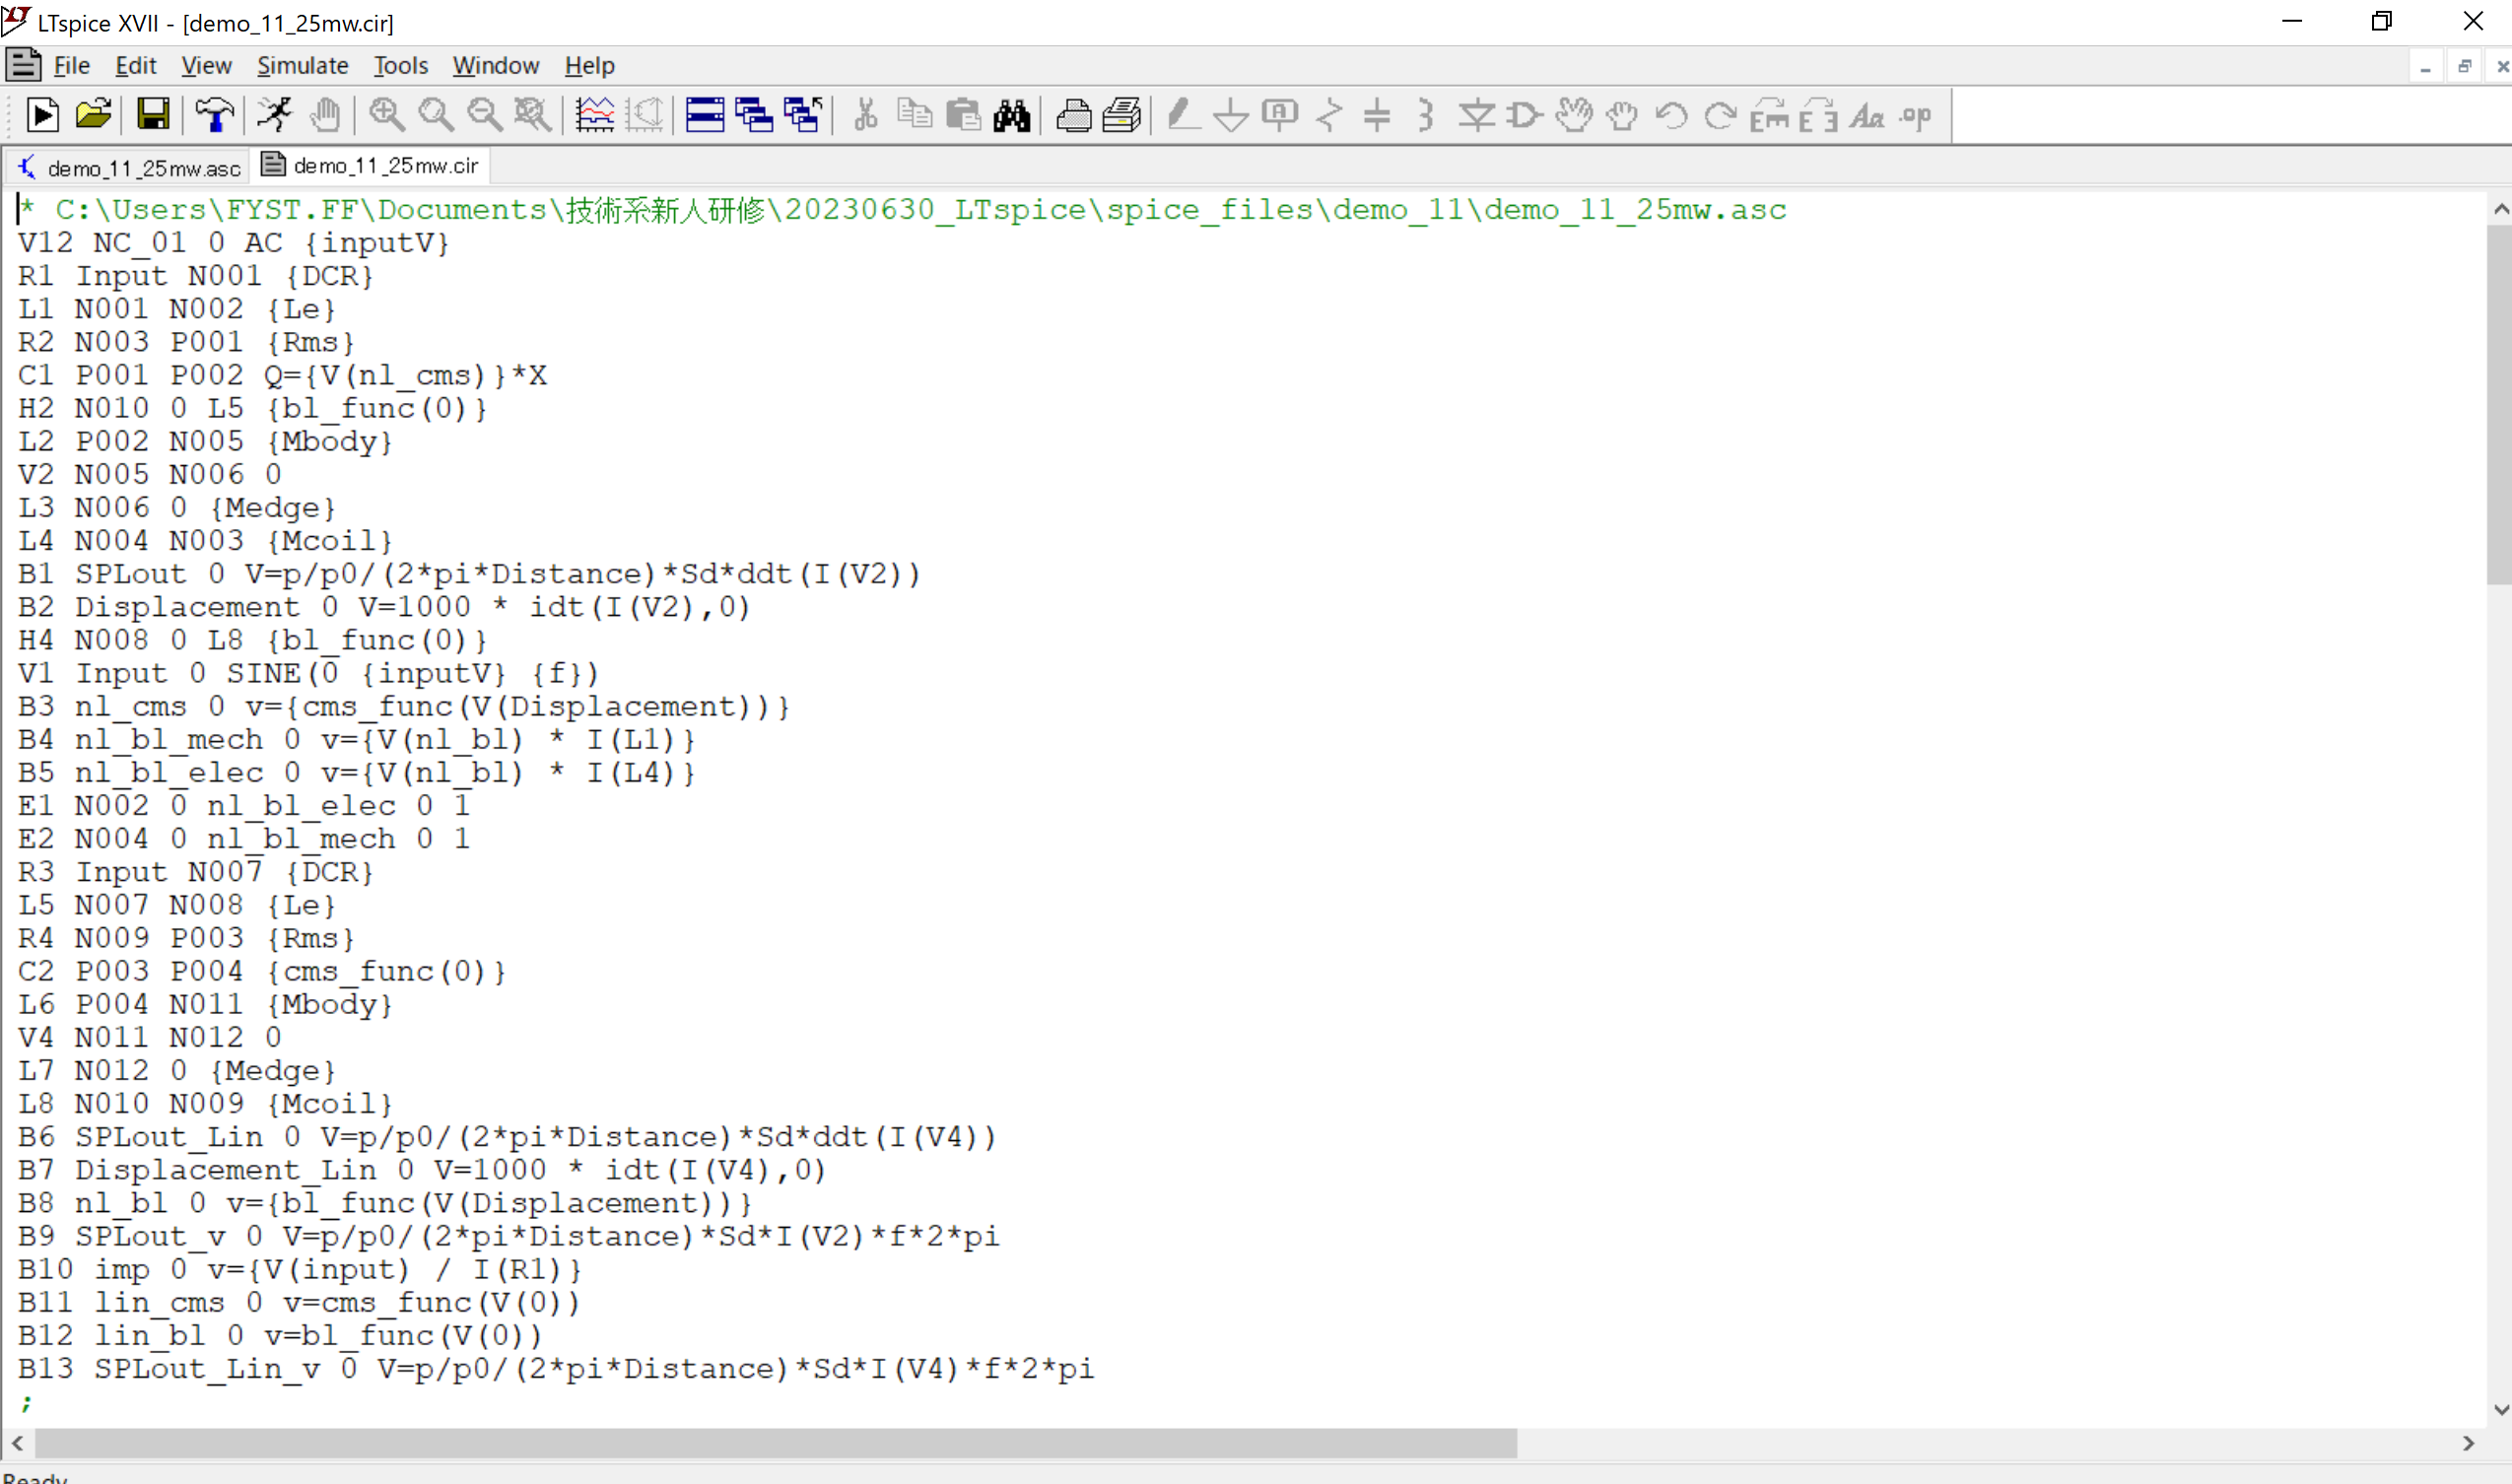 LTspice XVII - [demo_11_25mw.cir]
File Edit View Simulate Tools Window Help
demo_11_25mw.asc demo_11_25mw.cir
* C:\Users\FYST.FF\Documents\技術系新人研修\20230630_LTspice\spice_files\demo_11\demo_11_25mw.asc
V12 NC_01 0 AC {inputV}
R1 Input N001 {DCR}
L1 N001 N002 {Le}
R2 N003 P001 {Rms}
C1 P001 P002 Q={V(nl_cms)}*X
H2 N010 0 L5 {bl_func(0)}
L2 P002 N005 {Mbody}
V2 N005 N006 0
L3 N006 0 {Medge}
L4 N004 N003 {Mcoil}
B1 SPLout 0 V=p/p0/(2*pi*Distance)*Sd*ddt(I(V2))
B2 Displacement 0 V=1000 * idt(I(V2),0)
H4 N008 0 L8 {bl_func(0)}
V1 Input 0 SINE(0 {inputV} {f})
B3 nl_cms 0 v={cms_func(V(Displacement))}
B4 nl_bl_mech 0 v={V(nl_bl) * I(L1)}
B5 nl_bl_elec 0 v={V(nl_bl) * I(L4)}
E1 N002 0 nl_bl_elec 0 1
E2 N004 0 nl_bl_mech 0 1
R3 Input N007 {DCR}
L5 N007 N008 {Le}
R4 N009 P003 {Rms}
C2 P003 P004 {cms_func(0)}
L6 P004 N011 {Mbody}
V4 N011 N012 0
L7 N012 0 {Medge}
L8 N010 N009 {Mcoil}
B6 SPLout_Lin 0 V=p/p0/(2*pi*Distance)*Sd*ddt(I(V4))
B7 Displacement_Lin 0 V=1000 * idt(I(V4),0)
B8 nl_bl 0 v={bl_func(V(Displacement))}
B9 SPLout_v 0 V=p/p0/(2*pi*Distance)*Sd*I(V2)*f*2*pi
B10 imp 0 v={V(input) / I(R1)}
B11 lin_cms 0 v=cms_func(V(0))
B12 lin_bl 0 v=bl_func(V(0))
B13 SPLout_Lin_v 0 V=p/p0/(2*pi*Distance)*Sd*I(V4)*f*2*pi
;
Ready